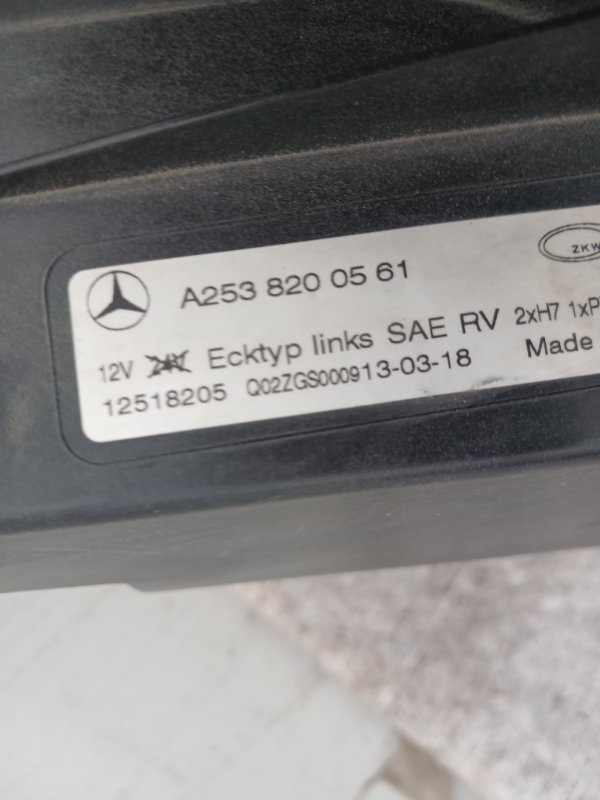 ZKW
A253 820 05 61
12V 24V Ecktyp links SAE RV 2xH7 1xP
12518205 Q02ZGS000913-03-18 Made